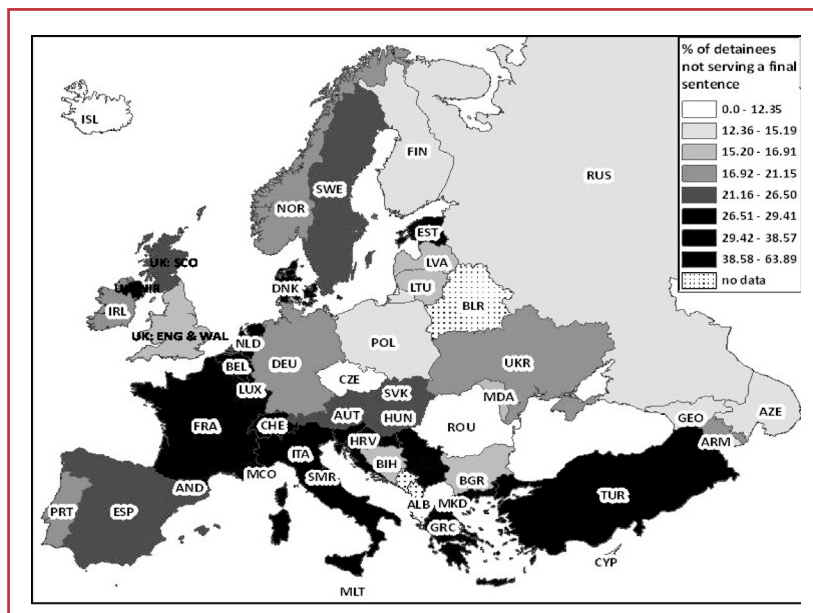 % of detainees
not serving a final
sentence
0.0 - 12.35
12.36 - 15.19
15.20 - 16.91
16.92 - 21.15
21.16 - 26.50
26.51 - 29.41
29.42 - 38.57
38.58 - 63.89
no data
ISL
FIN
RUS
SWE
NOR
EST
UK: SCO
LVA
DNK
LTU
IRL
BLR
UK: ENG & WAL
NLD
POL
BEL
DEU
UKR
CZE
LUX
SVK
MDA
AUT
HUN
FRA
CHE
ROU
GEO
AZE
HRV
ARM
ITA
BIH
MCO
SMR
BGR
AND
TUR
PRT
ESP
ALB
MKD
GRC
CYP
MLT